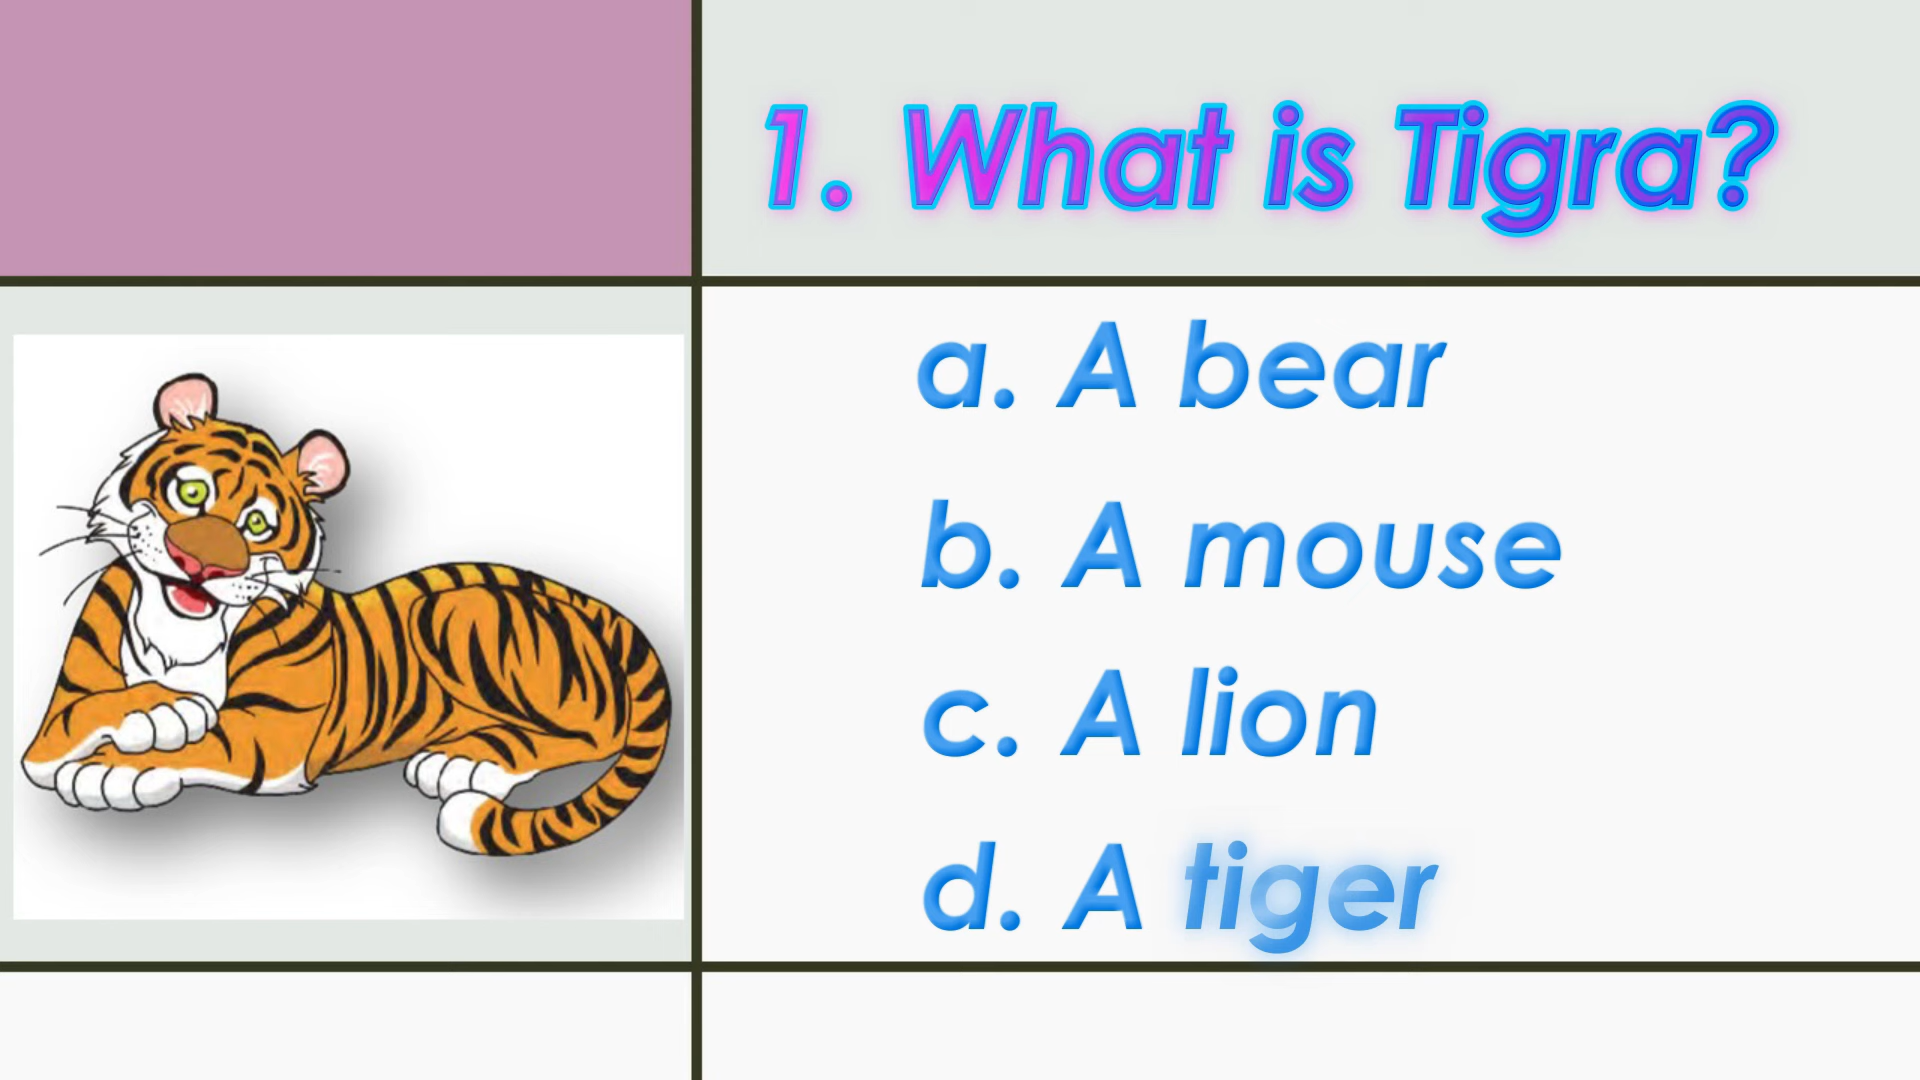 1. What is Tigra?
a. A bear
b. A mouse
c. A lion
d. A tiger